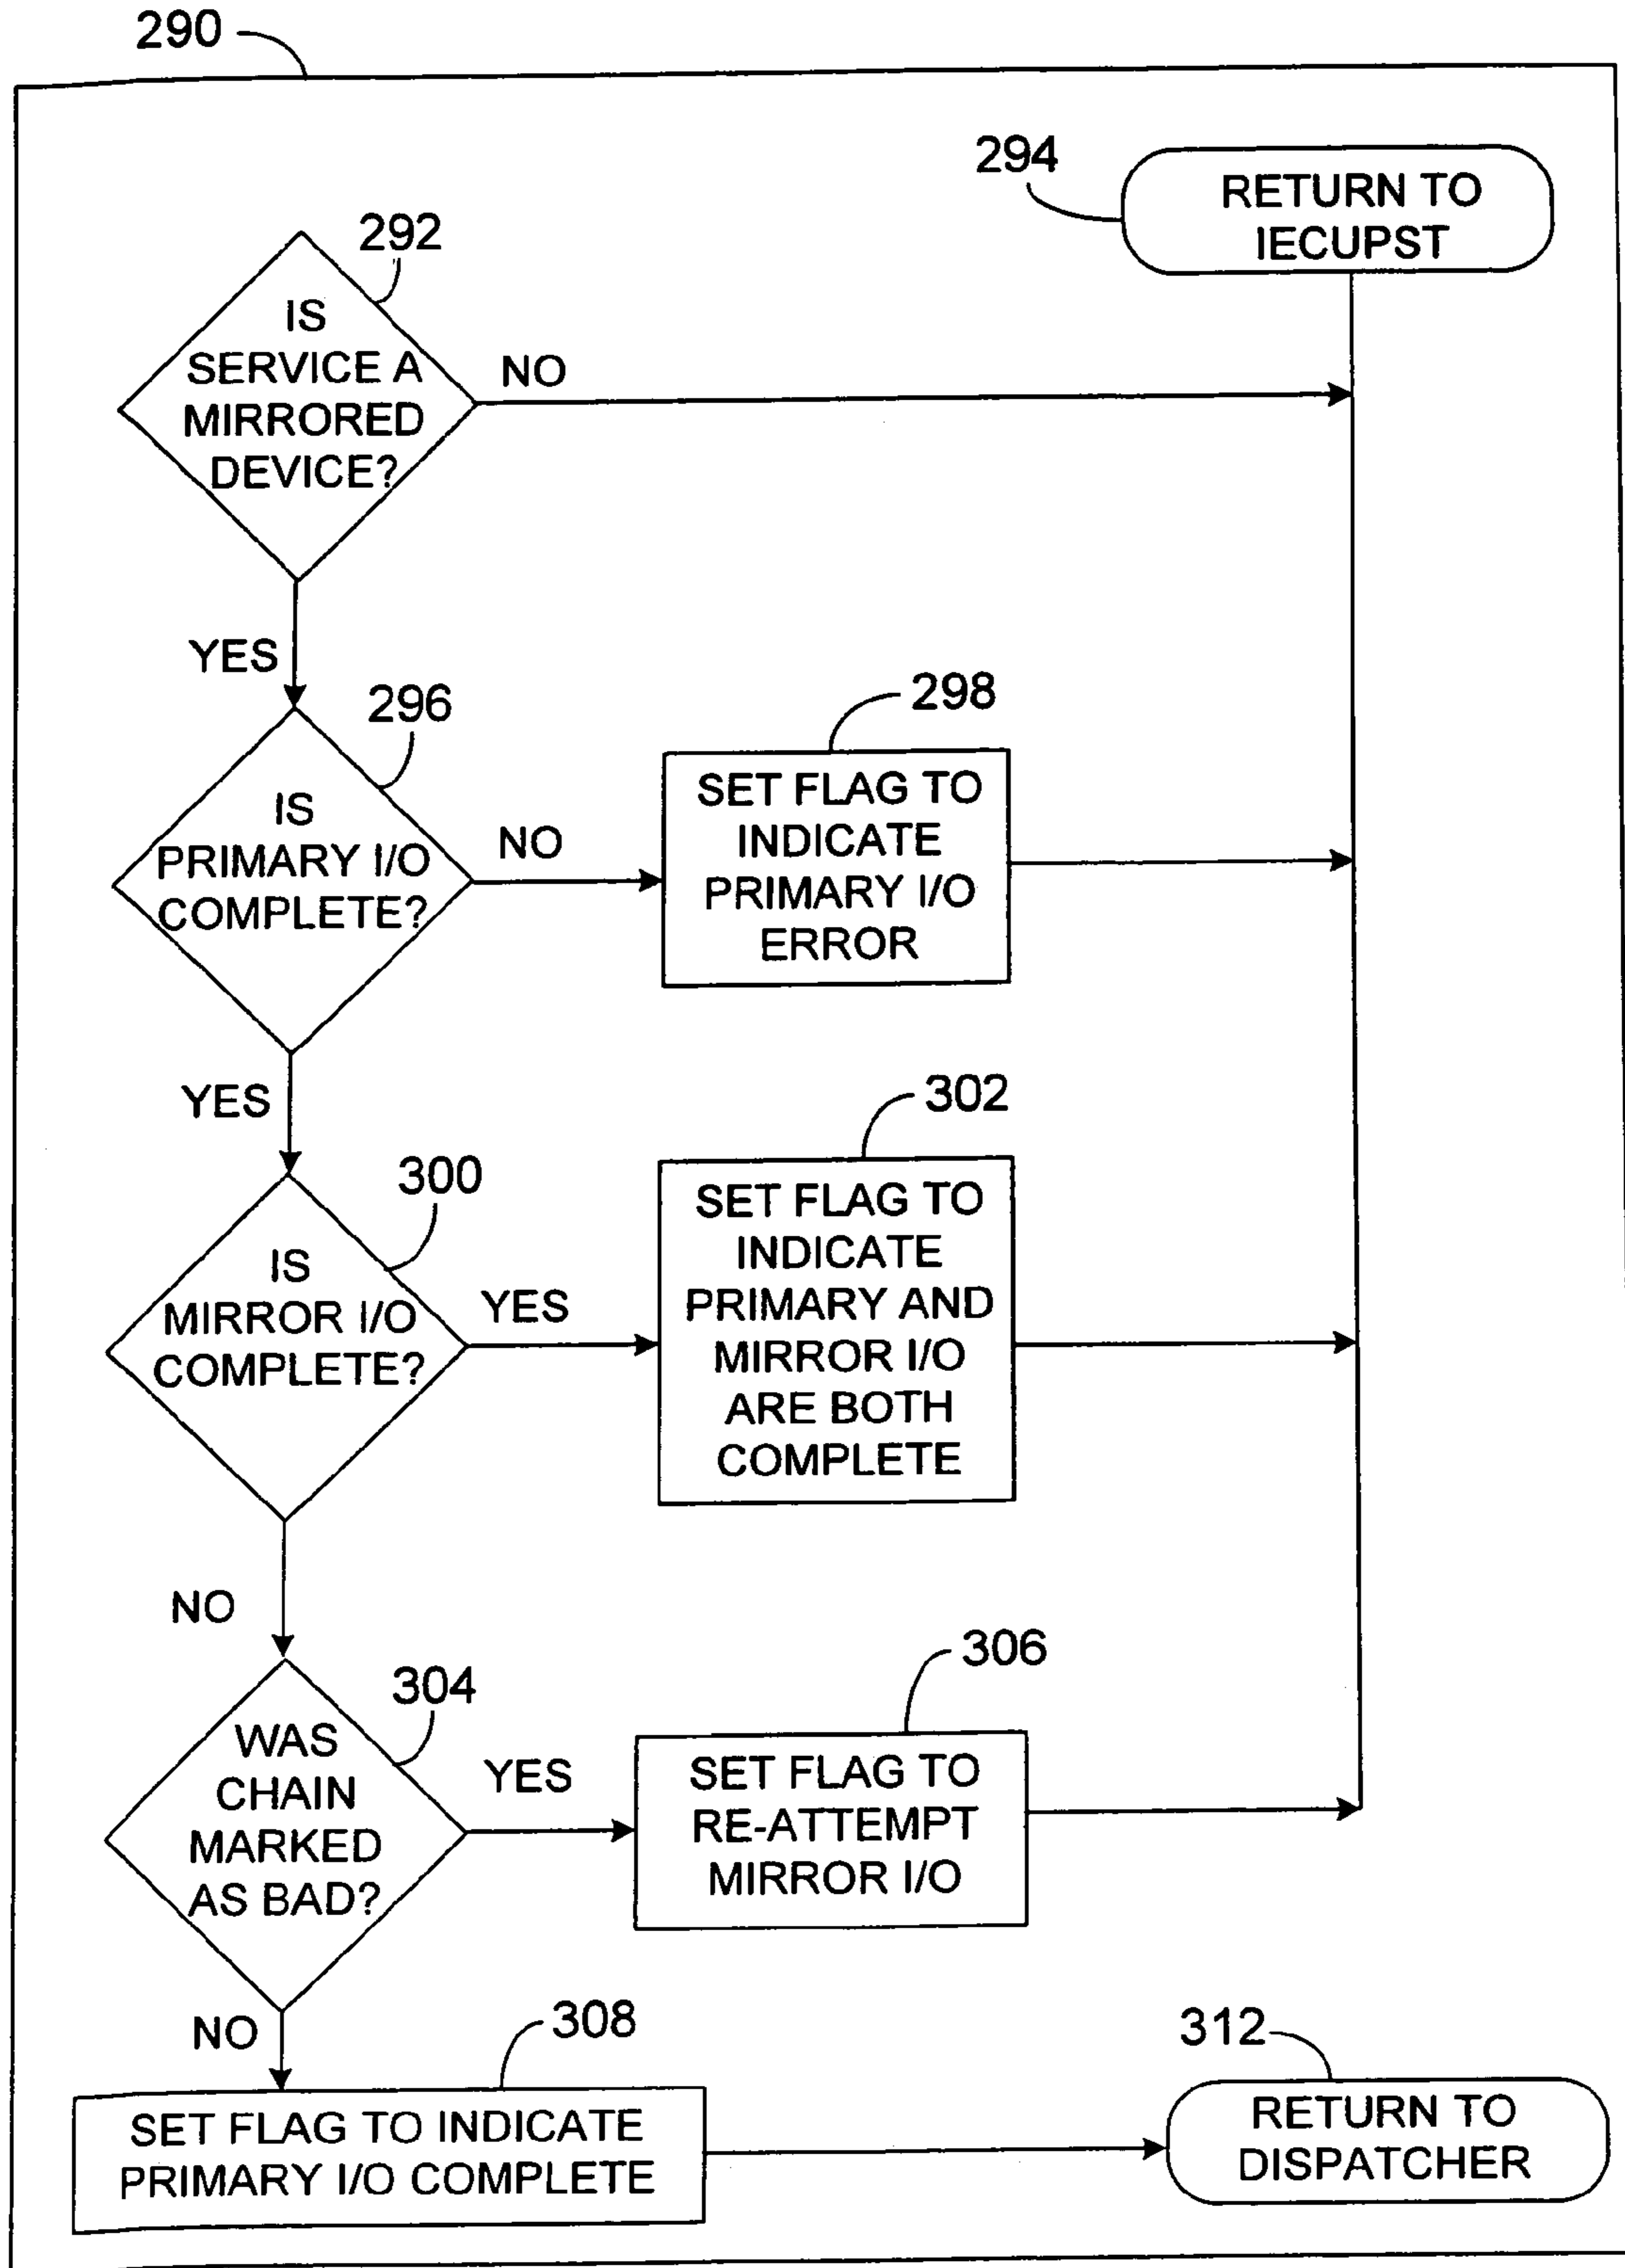 290
294
RETURN TO
IECUPST
292
IS
SERVICE A
MIRRORED
DEVICE?
NO
YES
296
IS
PRIMARY I/O
COMPLETE?
NO
298
SET FLAG TO
INDICATE
PRIMARY I/O
ERROR
YES
300
IS
MIRROR I/O
COMPLETE?
YES
302
SET FLAG TO
INDICATE
PRIMARY AND
MIRROR I/O
ARE BOTH
COMPLETE
NO
304
WAS
CHAIN
MARKED
AS BAD?
YES
306
SET FLAG TO
RE-ATTEMPT
MIRROR I/O
NO
308
SET FLAG TO INDICATE
PRIMARY I/O COMPLETE
312
RETURN TO
DISPATCHER